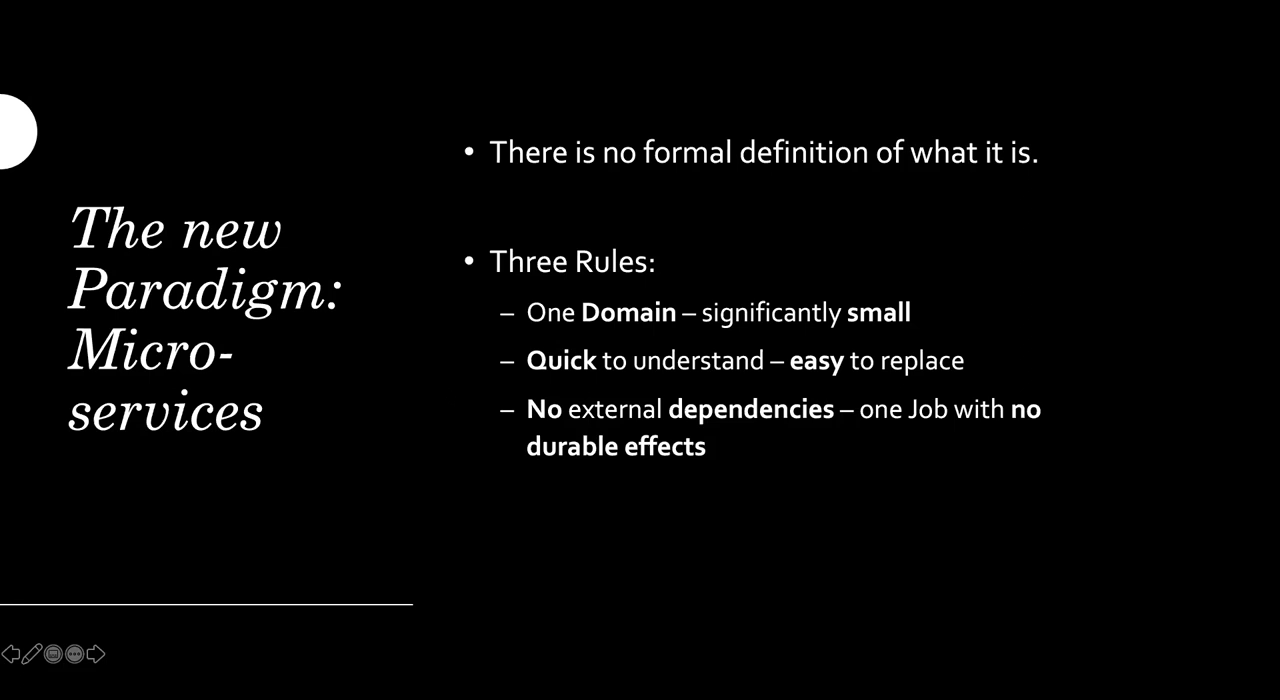 The new
Paradigm:
Micro-
services
• There is no formal definition of what it is.
• Three Rules:
– One Domain – significantly small
– Quick to understand – easy to replace
– No external dependencies – one Job with no
durable effects